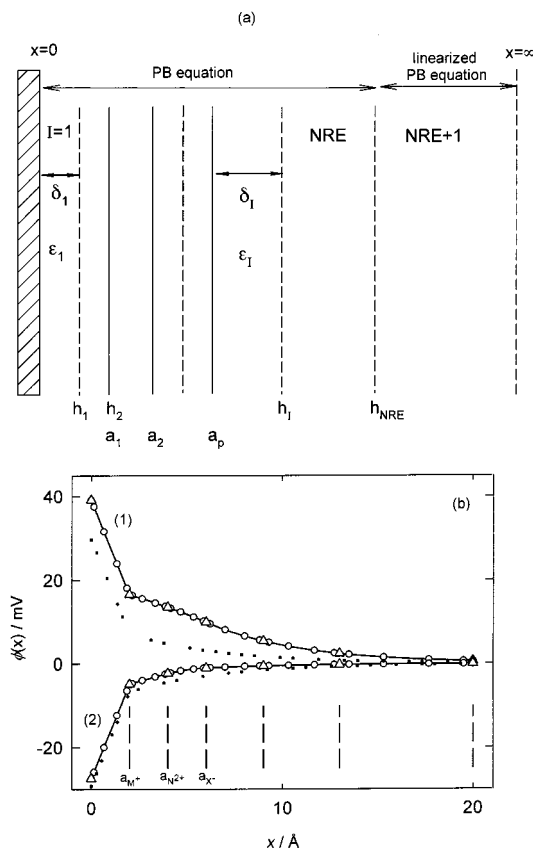 (a)
x=0
PB equation
linearized
PB equation
x=∞
I=1
NRE
NRE+1
δ1
δI
ε1
εI
h1
h2
hI
hNRE
a1
a2
ap
40
(1)
(b)
20
0
(2)
-20
ϕ(x) / mV
aM+
aN2+
aX-
0
10
20
x / Å